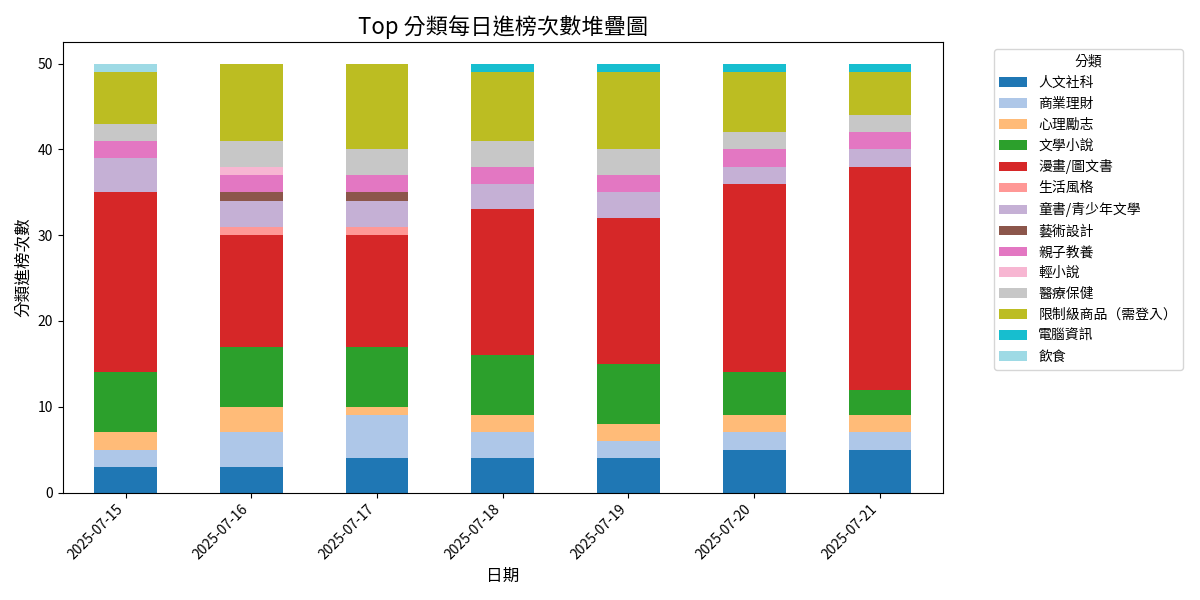 Top 分類每日進榜次數堆疊圖
分類進榜次數
50
40
30
20
10
0
2025-07-15
2025-07-16
2025-07-17
2025-07-18
2025-07-19
2025-07-20
2025-07-21
日期
分類
人文社科
商業理財
心理勵志
文學小說
漫畫/圖文書
生活風格
童書/青少年文學
藝術設計
親子教養
輕小說
醫療保健
限制級商品（需登入）
電腦資訊
飲食